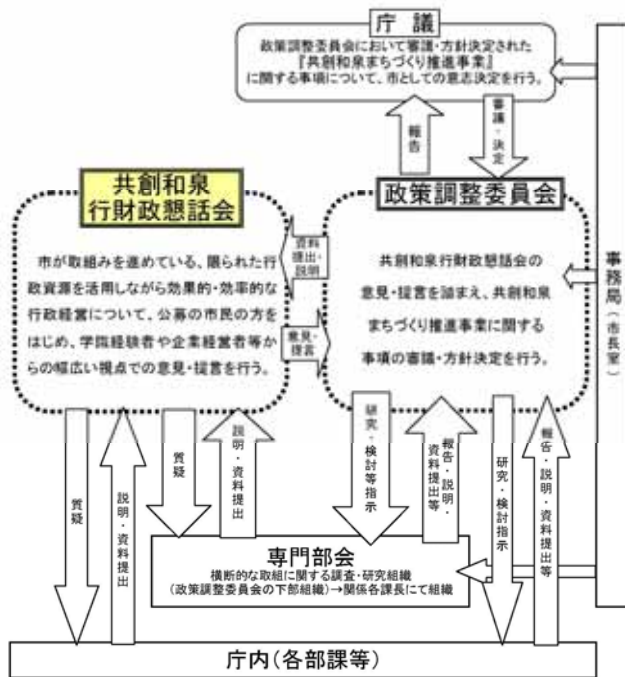 庁議
政策調整委員会において審議・方針決定された
『共創和泉まちづくり推進事業』
に関する事項について、市としての意志決定を行う。
報告
審議・決定
共創和泉
行財政懇話会
市が取組みを進めている、限られた行
政資源を活用しながら効果的・効率的な
行政経営について、公募の市民の方を
はじめ、学識経験者や企業経営者等か
らの幅広い視点での意見・提言を行う。
資料
提出・
説明
意見・
提言
政策調整委員会
共創和泉行財政懇話会の
意見・提言を踏まえ、共創和泉
まちづくり推進事業に関する
事項の審議・方針決定を行う。
事務局(市長室)
質疑
説明・資料提出
質疑
説明・資料提出
研究・検討等指示
報告・説明・
資料提出等
研究・検討指示
報告・説明・資料提出等
専門部会
横断的な取組に関する調査・研究組織
(政策調整委員会の下部組織)→関係各課長にて組織
庁内(各部課等)